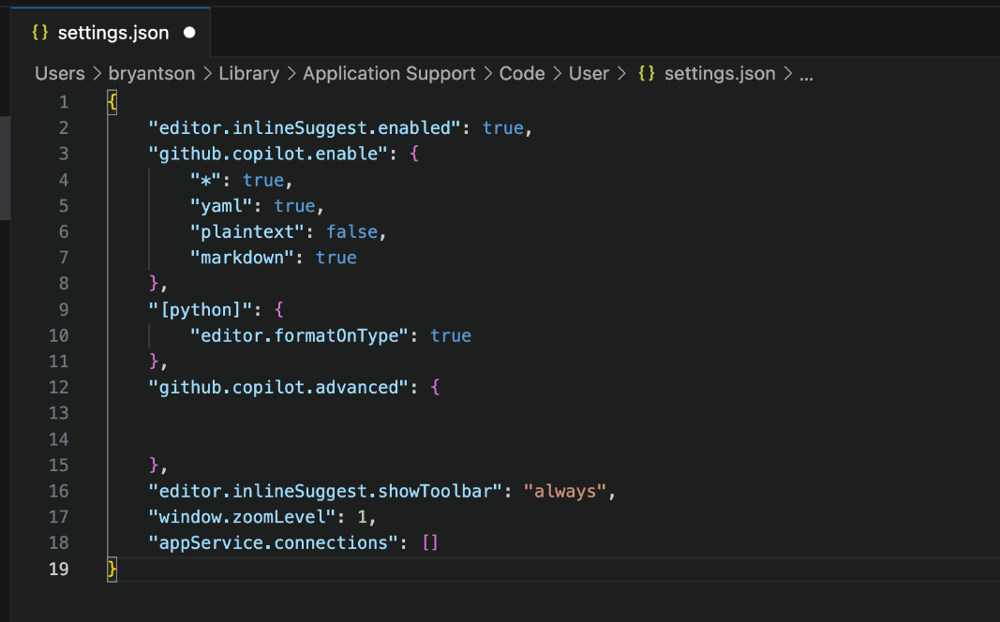 {} settings.json ●
Users > bryantson > Library > Application Support > Code > User > {} settings.json > ...
1 {
2     "editor.inlineSuggest.enabled": true,
3     "github.copilot.enable": {
4         "*": true,
5         "yaml": true,
6         "plaintext": false,
7         "markdown": true
8     },
9     "[python]": {
10         "editor.formatOnType": true
11     },
12     "github.copilot.advanced": {
13
14
15     },
16     "editor.inlineSuggest.showToolbar": "always",
17     "window.zoomLevel": 1,
18     "appService.connections": []
19 }